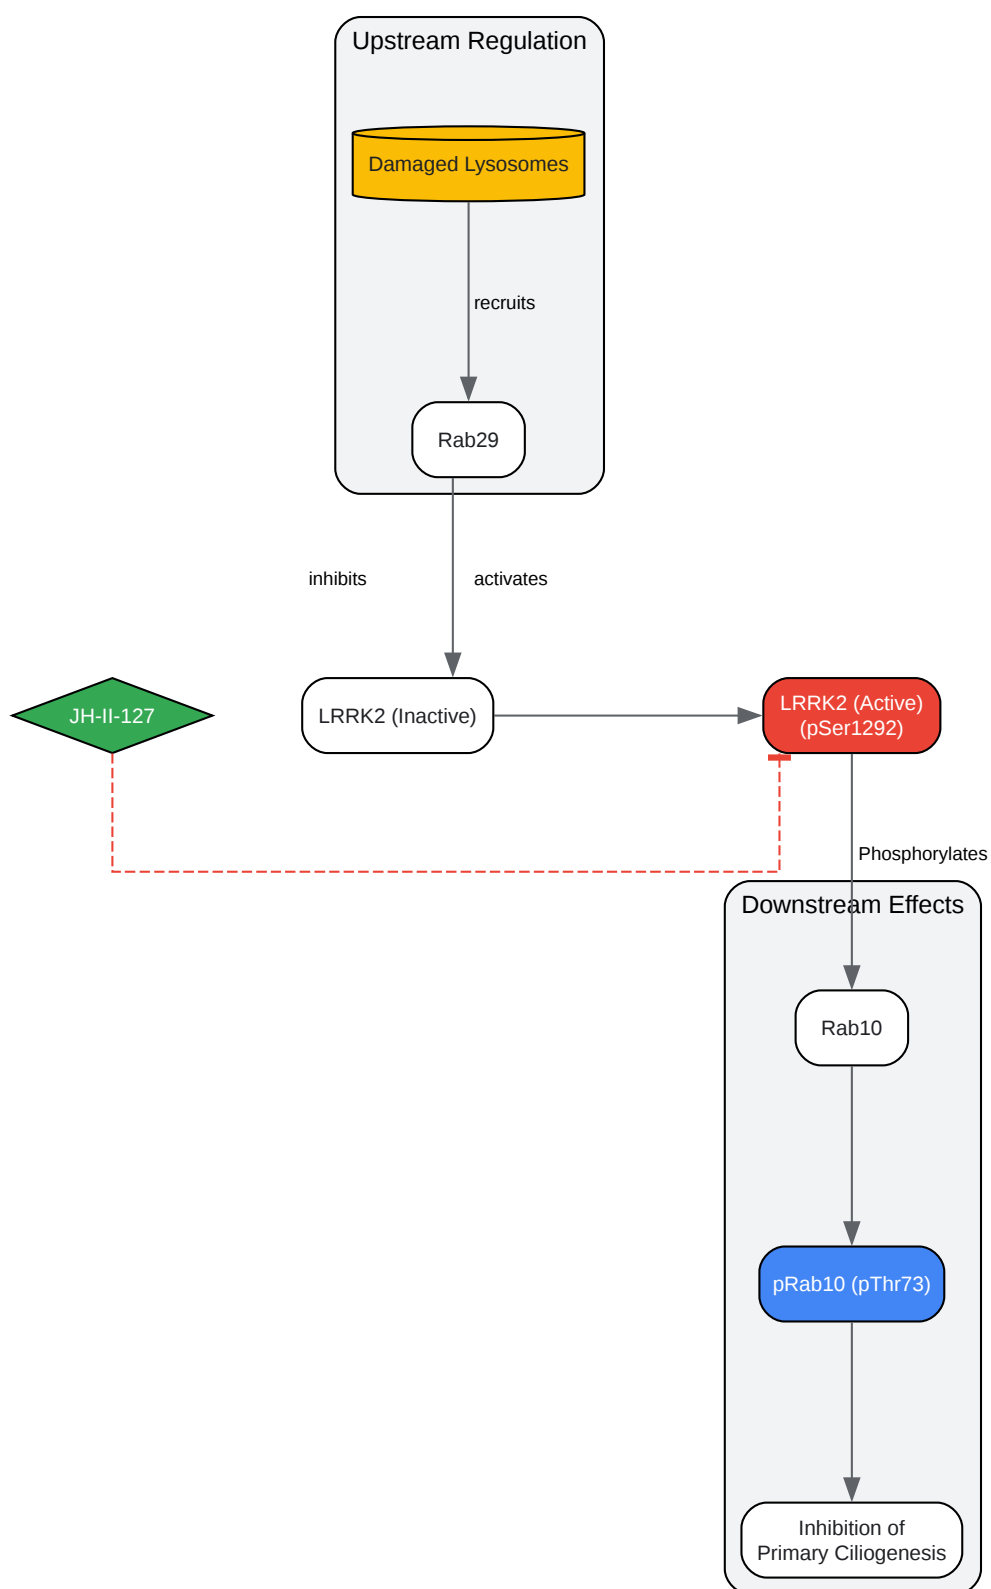 Upstream Regulation
Damaged Lysosomes
recruits
Rab29
inhibits
activates
JH-II-127
LRRK2 (Inactive)
LRRK2 (Active)
(pSer1292)
Phosphorylates
Downstream Effects
Rab10
pRab10 (pThr73)
Inhibition of
Primary Ciliogenesis